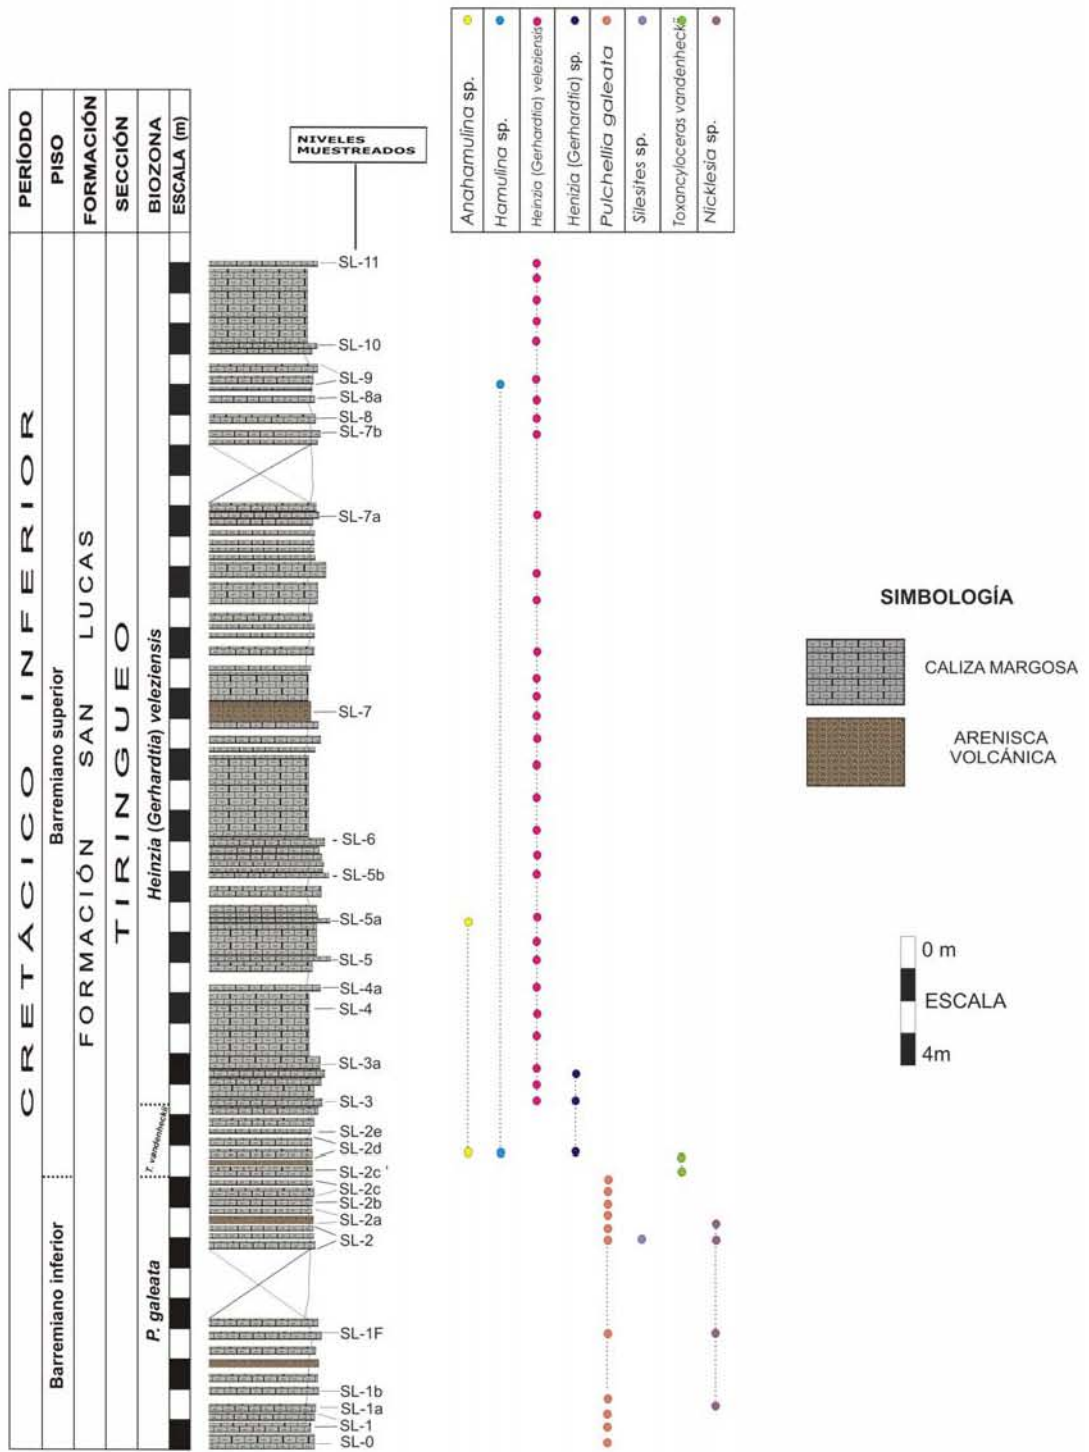 PERÍODO
PISO
FORMACIÓN
SECCIÓN
BIOZONA
ESCALA (m)
NIVELES
MUESTREADOS
Anahamulina sp.
Hamulina sp.
Heinzia (Gerhardtia) veleziensis
Henizia (Gerhardtia) sp.
Pulchellia galeata
Silesites sp.
Toxancyloceras vandenheckii
Nicklesia sp.
CRETÁCICO INFERIOR
Barremiano superior
Barremiano inferior
FORMACIÓN SAN LUCAS
TIRINGUEO
Heinzia (Gerhardtia) veleziensis
T. vandenheckii
P. galeata
SL-11
SL-10
SL-9
SL-8a
SL-8
SL-7b
SL-7a
SL-7
SL-6
SL-5b
SL-5a
SL-5
SL-4a
SL-4
SL-3a
SL-3
SL-2e
SL-2d
SL-2c'
SL-2c
SL-2b
SL-2a
SL-2
SL-1F
SL-1b
SL-1a
SL-1
SL-0
SIMBOLOGÍA
CALIZA MARGOSA
ARENISCA
VOLCÁNICA
0 m
ESCALA
4m